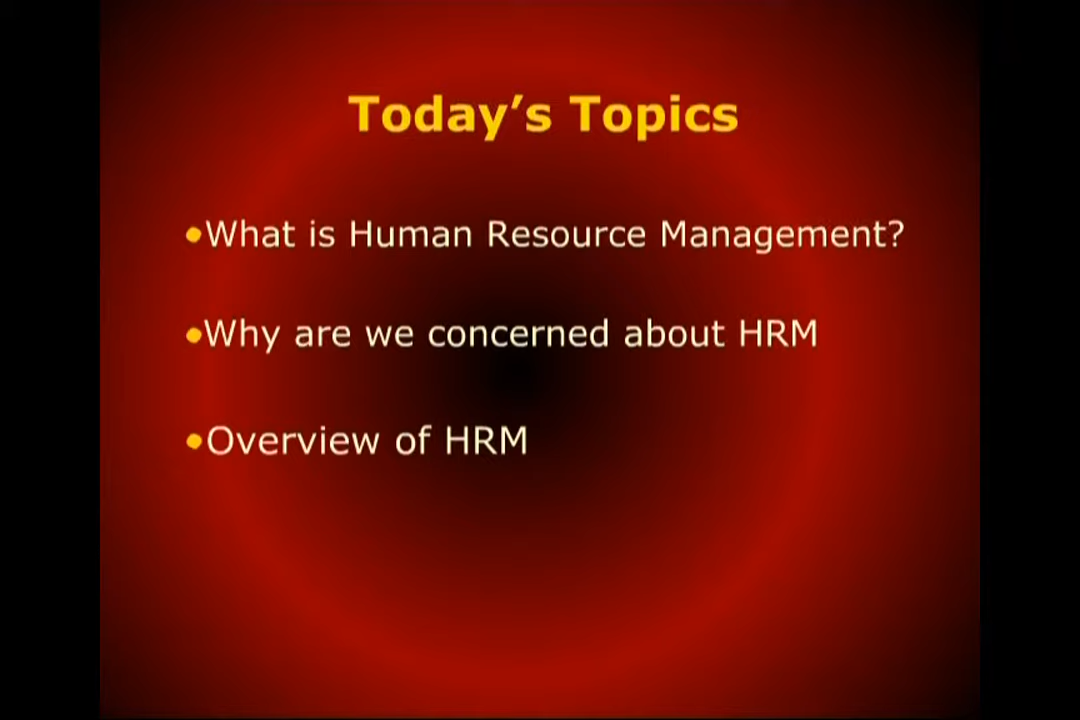 Today’s Topics
•What is Human Resource Management?
•Why are we concerned about HRM
•Overview of HRM